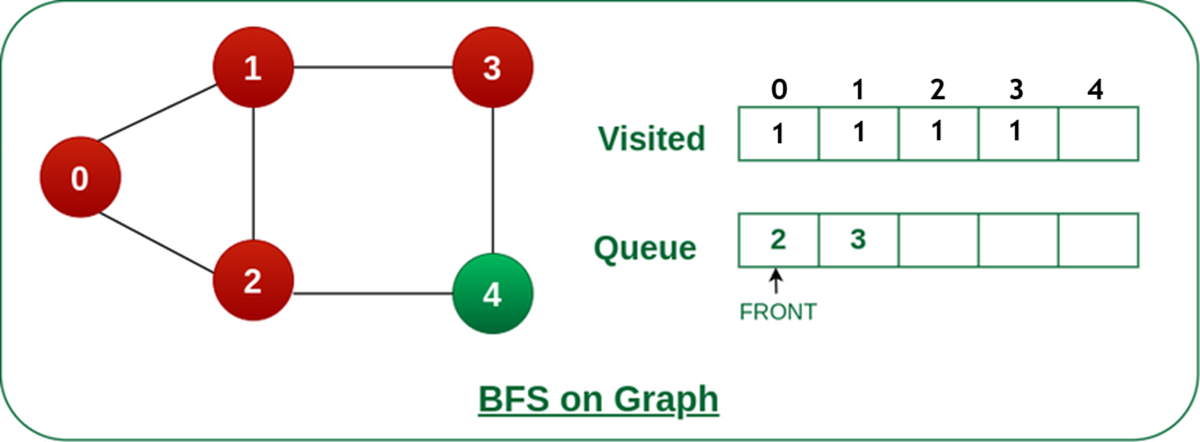 1 3
0
2
4
0 1 2 3 4
Visited 1 1 1 1
Queue 2 3
FRONT
BFS on Graph